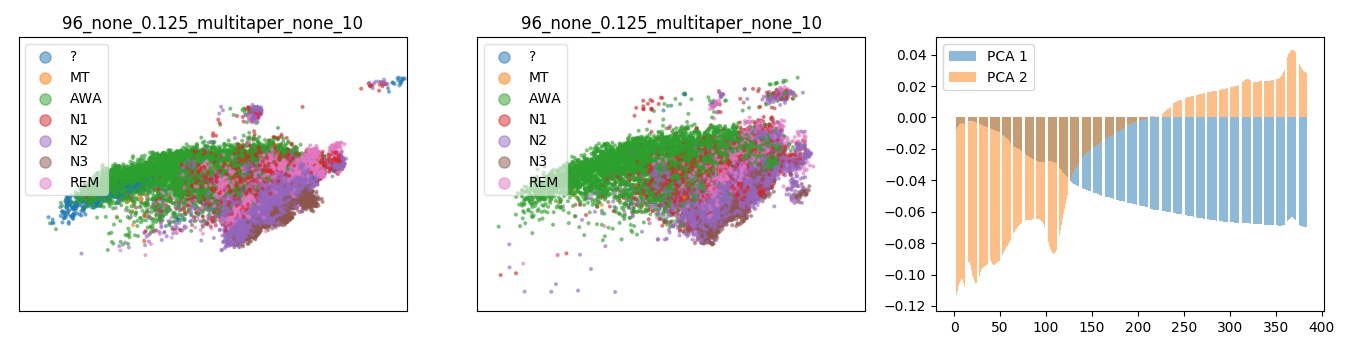 96_none_0.125_multitaper_none_10
?
MT
AWA
N1
N2
N3
REM
96_none_0.125_multitaper_none_10
?
MT
AWA
N1
N2
N3
REM
PCA 1
PCA 2
0.04
0.02
0.00
−0.02
−0.04
−0.06
−0.08
−0.10
−0.12
0 50 100 150 200 250 300 350 400